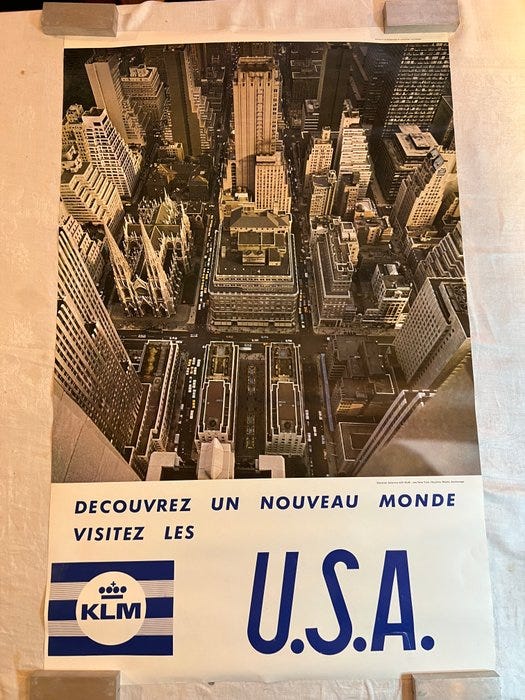 DECOUVREZ UN NOUVEAU MONDE
VISITEZ LES
U.S.A.
KLM